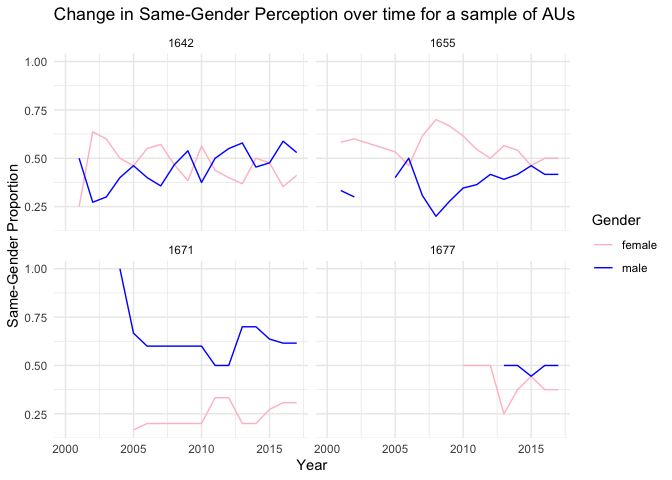 Change in Same-Gender Perception over time for a sample of AUs
1642 1655
1.00
0.75
0.50
0.25
1671 1677
1.00
0.75
0.50
0.25
2000 2005 2010 2015 2000 2005 2010 2015
Year
Same-Gender Proportion
Gender
female
male